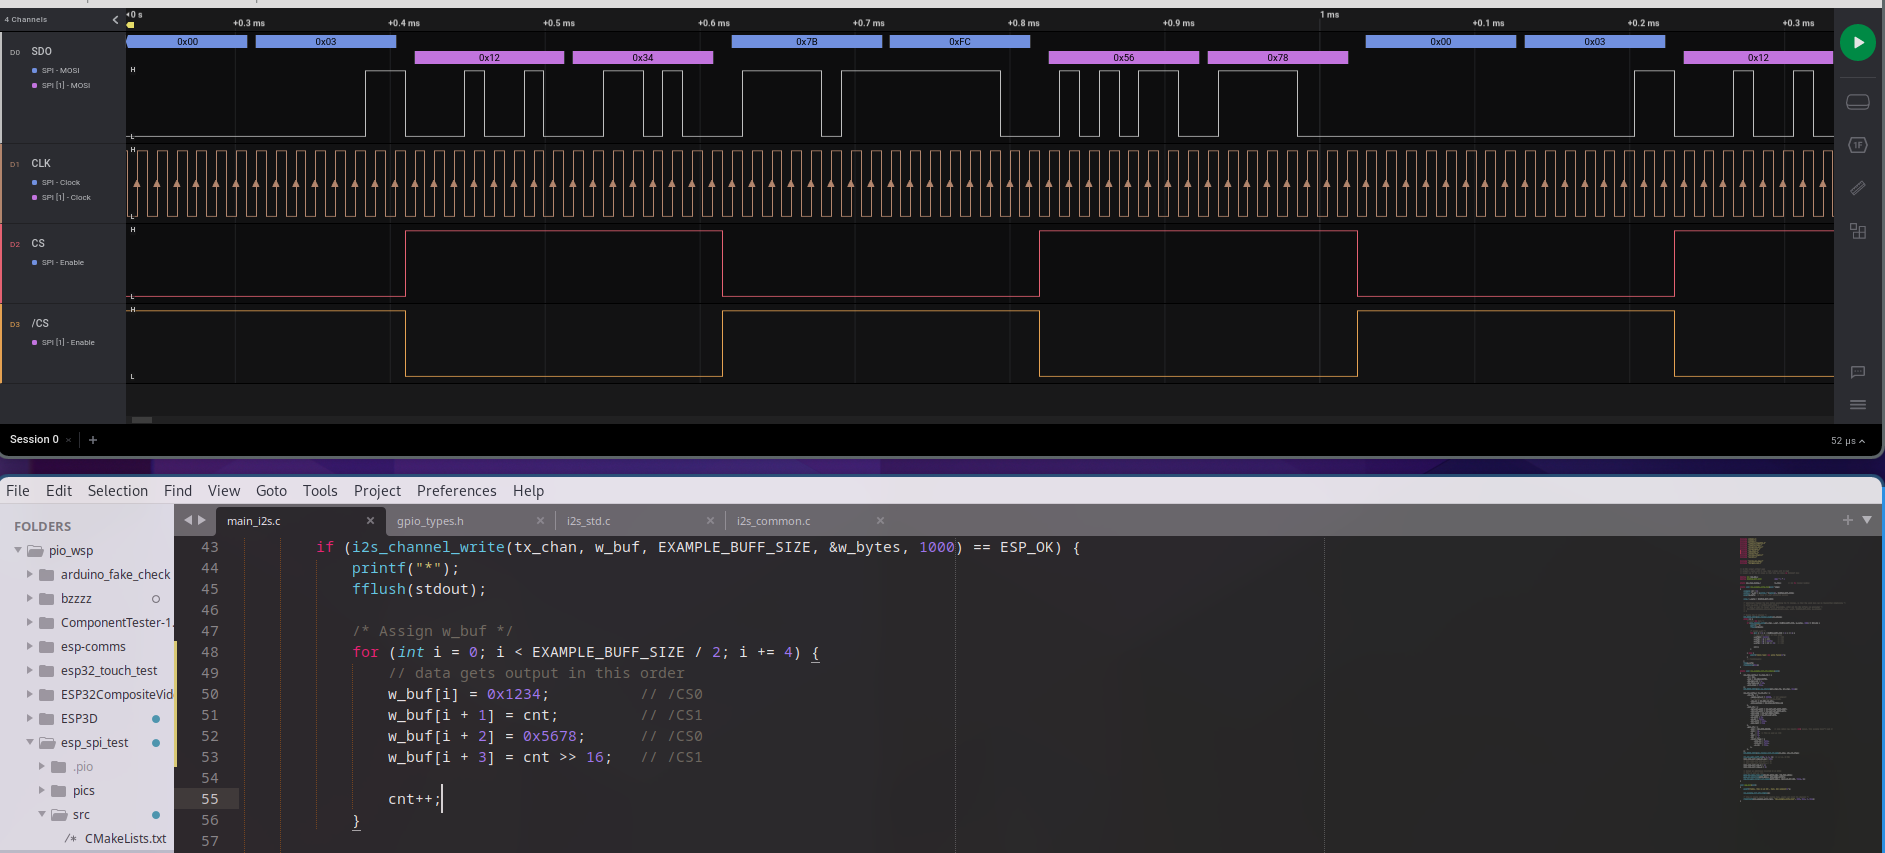 4 Channels
0 s
1 ms
+0.3 ms
+0.4 ms
+0.5 ms
+0.6 ms
+0.7 ms
+0.8 ms
+0.9 ms
+0.1 ms
+0.2 ms
+0.3 ms
0x00
0x03
0x7B
0xFC
0x00
0x03
D0
SDO
0x12
0x34
0x56
0x78
0x12
SPI - MOSI
H
SPI [1] - MOSI
L
H
D1
CLK
SPI - Clock
SPI [1] - Clock
L
H
D2
CS
SPI - Enable
L
H
D3
/CS
SPI [1] - Enable
L
1F
Session 0
52 µs
File Edit Selection Find View Goto Tools Project Preferences Help
FOLDERS
pio_wsp
arduino_fake_check
bzzzz
ComponentTester-1.
esp-comms
esp32_touch_test
ESP32CompositeVid
ESP3D
esp_spi_test
.pio
pics
src
/* CMakeLists.txt
main_i2s.c
gpio_types.h
i2s_std.c
i2s_common.c
43 if (i2s_channel_write(tx_chan, w_buf, EXAMPLE_BUFF_SIZE, &w_bytes, 1000) == ESP_OK) {
44 printf("*");
45 fflush(stdout);
46
47 /* Assign w_buf */
48 for (int i = 0; i < EXAMPLE_BUFF_SIZE / 2; i += 4) {
49 // data gets output in this order
50 w_buf[i] = 0x1234; // /CS0
51 w_buf[i + 1] = cnt; // /CS1
52 w_buf[i + 2] = 0x5678; // /CS0
53 w_buf[i + 3] = cnt >> 16; // /CS1
54
55 cnt++;
56 }
57